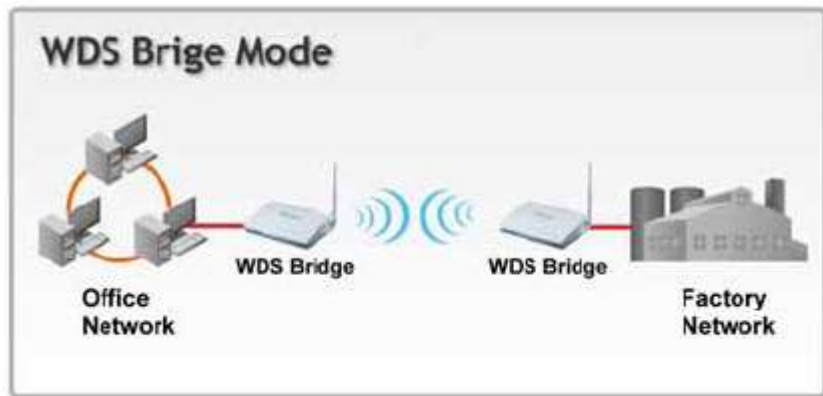 WDS Brige Mode
WDS Bridge
WDS Bridge
Office
Network
Factory
Network